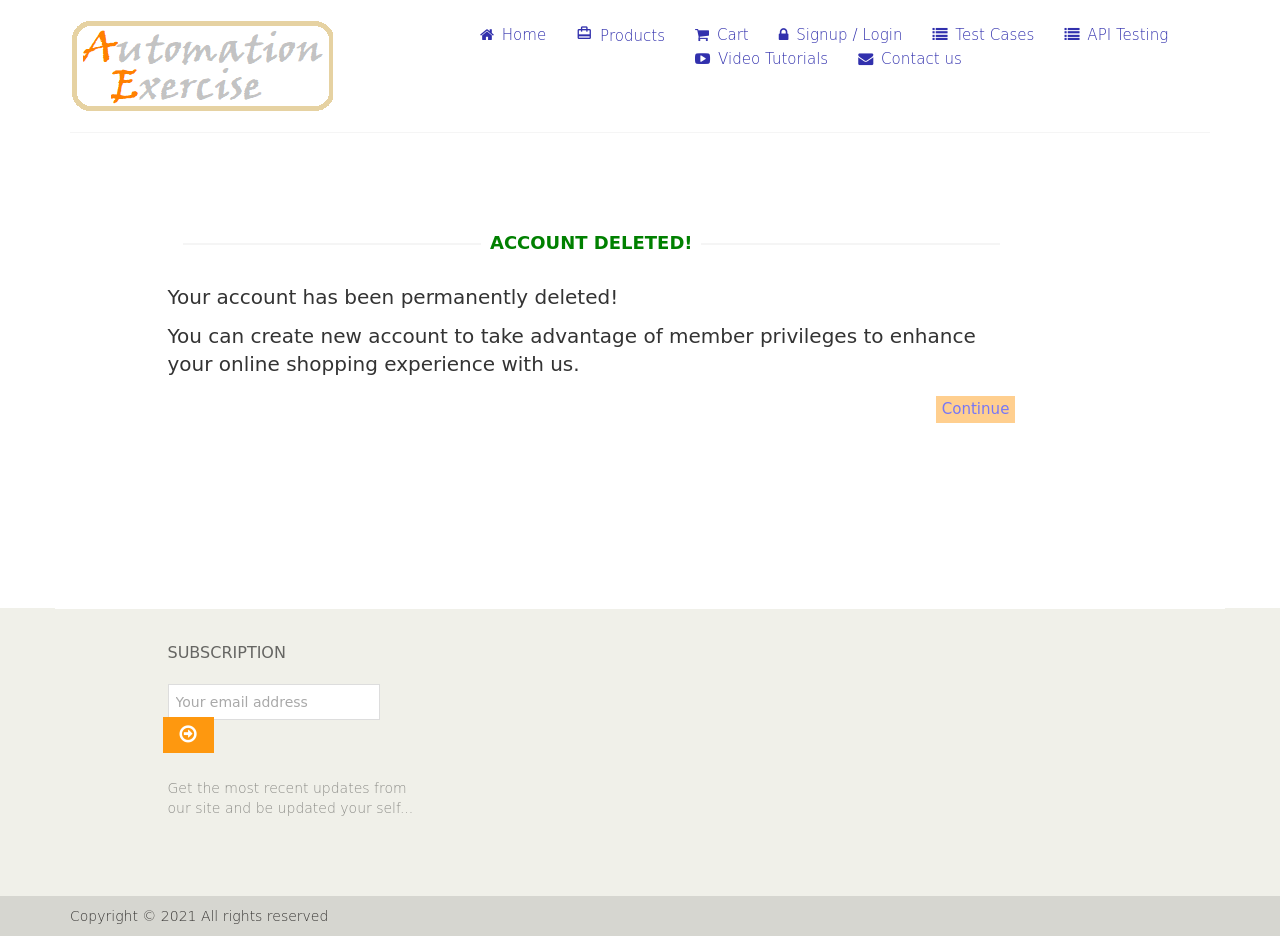 Automation
Exercise
Home
Products
Cart
Signup / Login
Test Cases
API Testing
Video Tutorials
Contact us
ACCOUNT DELETED!
Your account has been permanently deleted!
You can create new account to take advantage of member privileges to enhance
your online shopping experience with us.
Continue
SUBSCRIPTION
Your email address
Get the most recent updates from
our site and be updated your self...
Copyright © 2021 All rights reserved